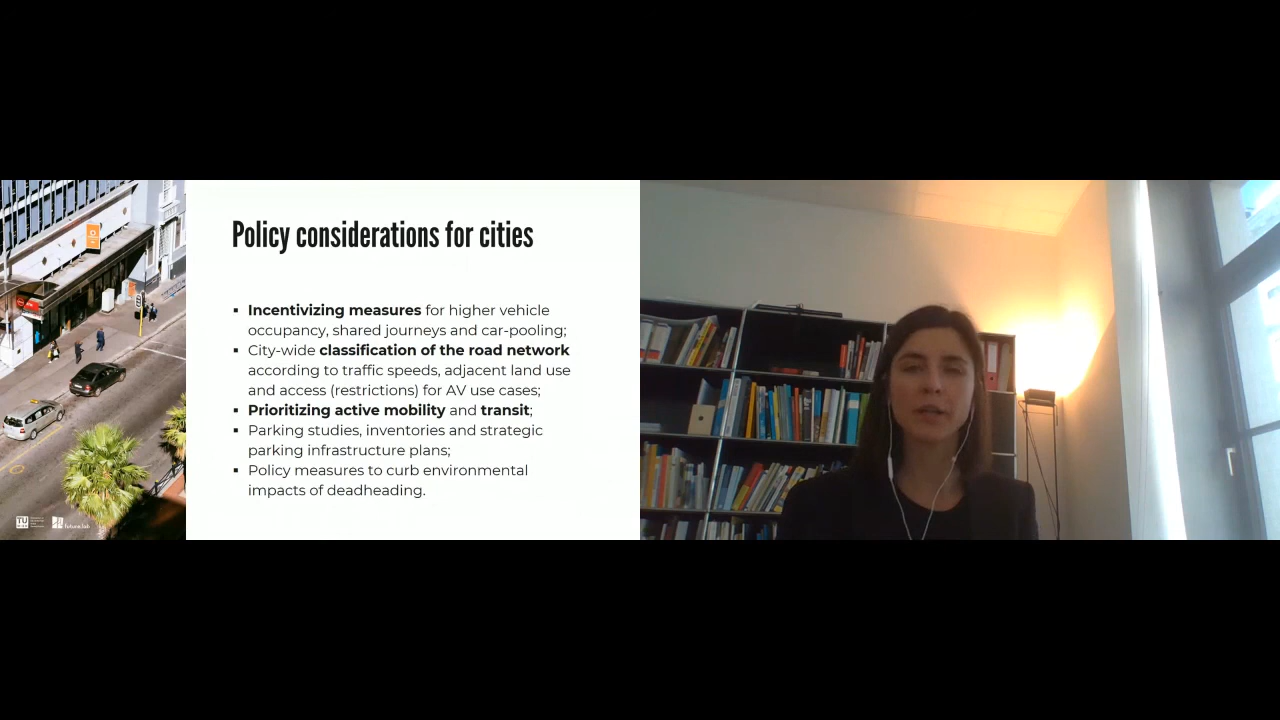 Policy considerations for cities
▪ Incentivizing measures for higher vehicle
occupancy, shared journeys and car-pooling;
▪ City-wide classification of the road network
according to traffic speeds, adjacent land use
and access (restrictions) for AV use cases;
▪ Prioritizing active mobility and transit;
▪ Parking studies, inventories and strategic
parking infrastructure plans;
▪ Policy measures to curb environmental
impacts of deadheading.
TU
future.lab